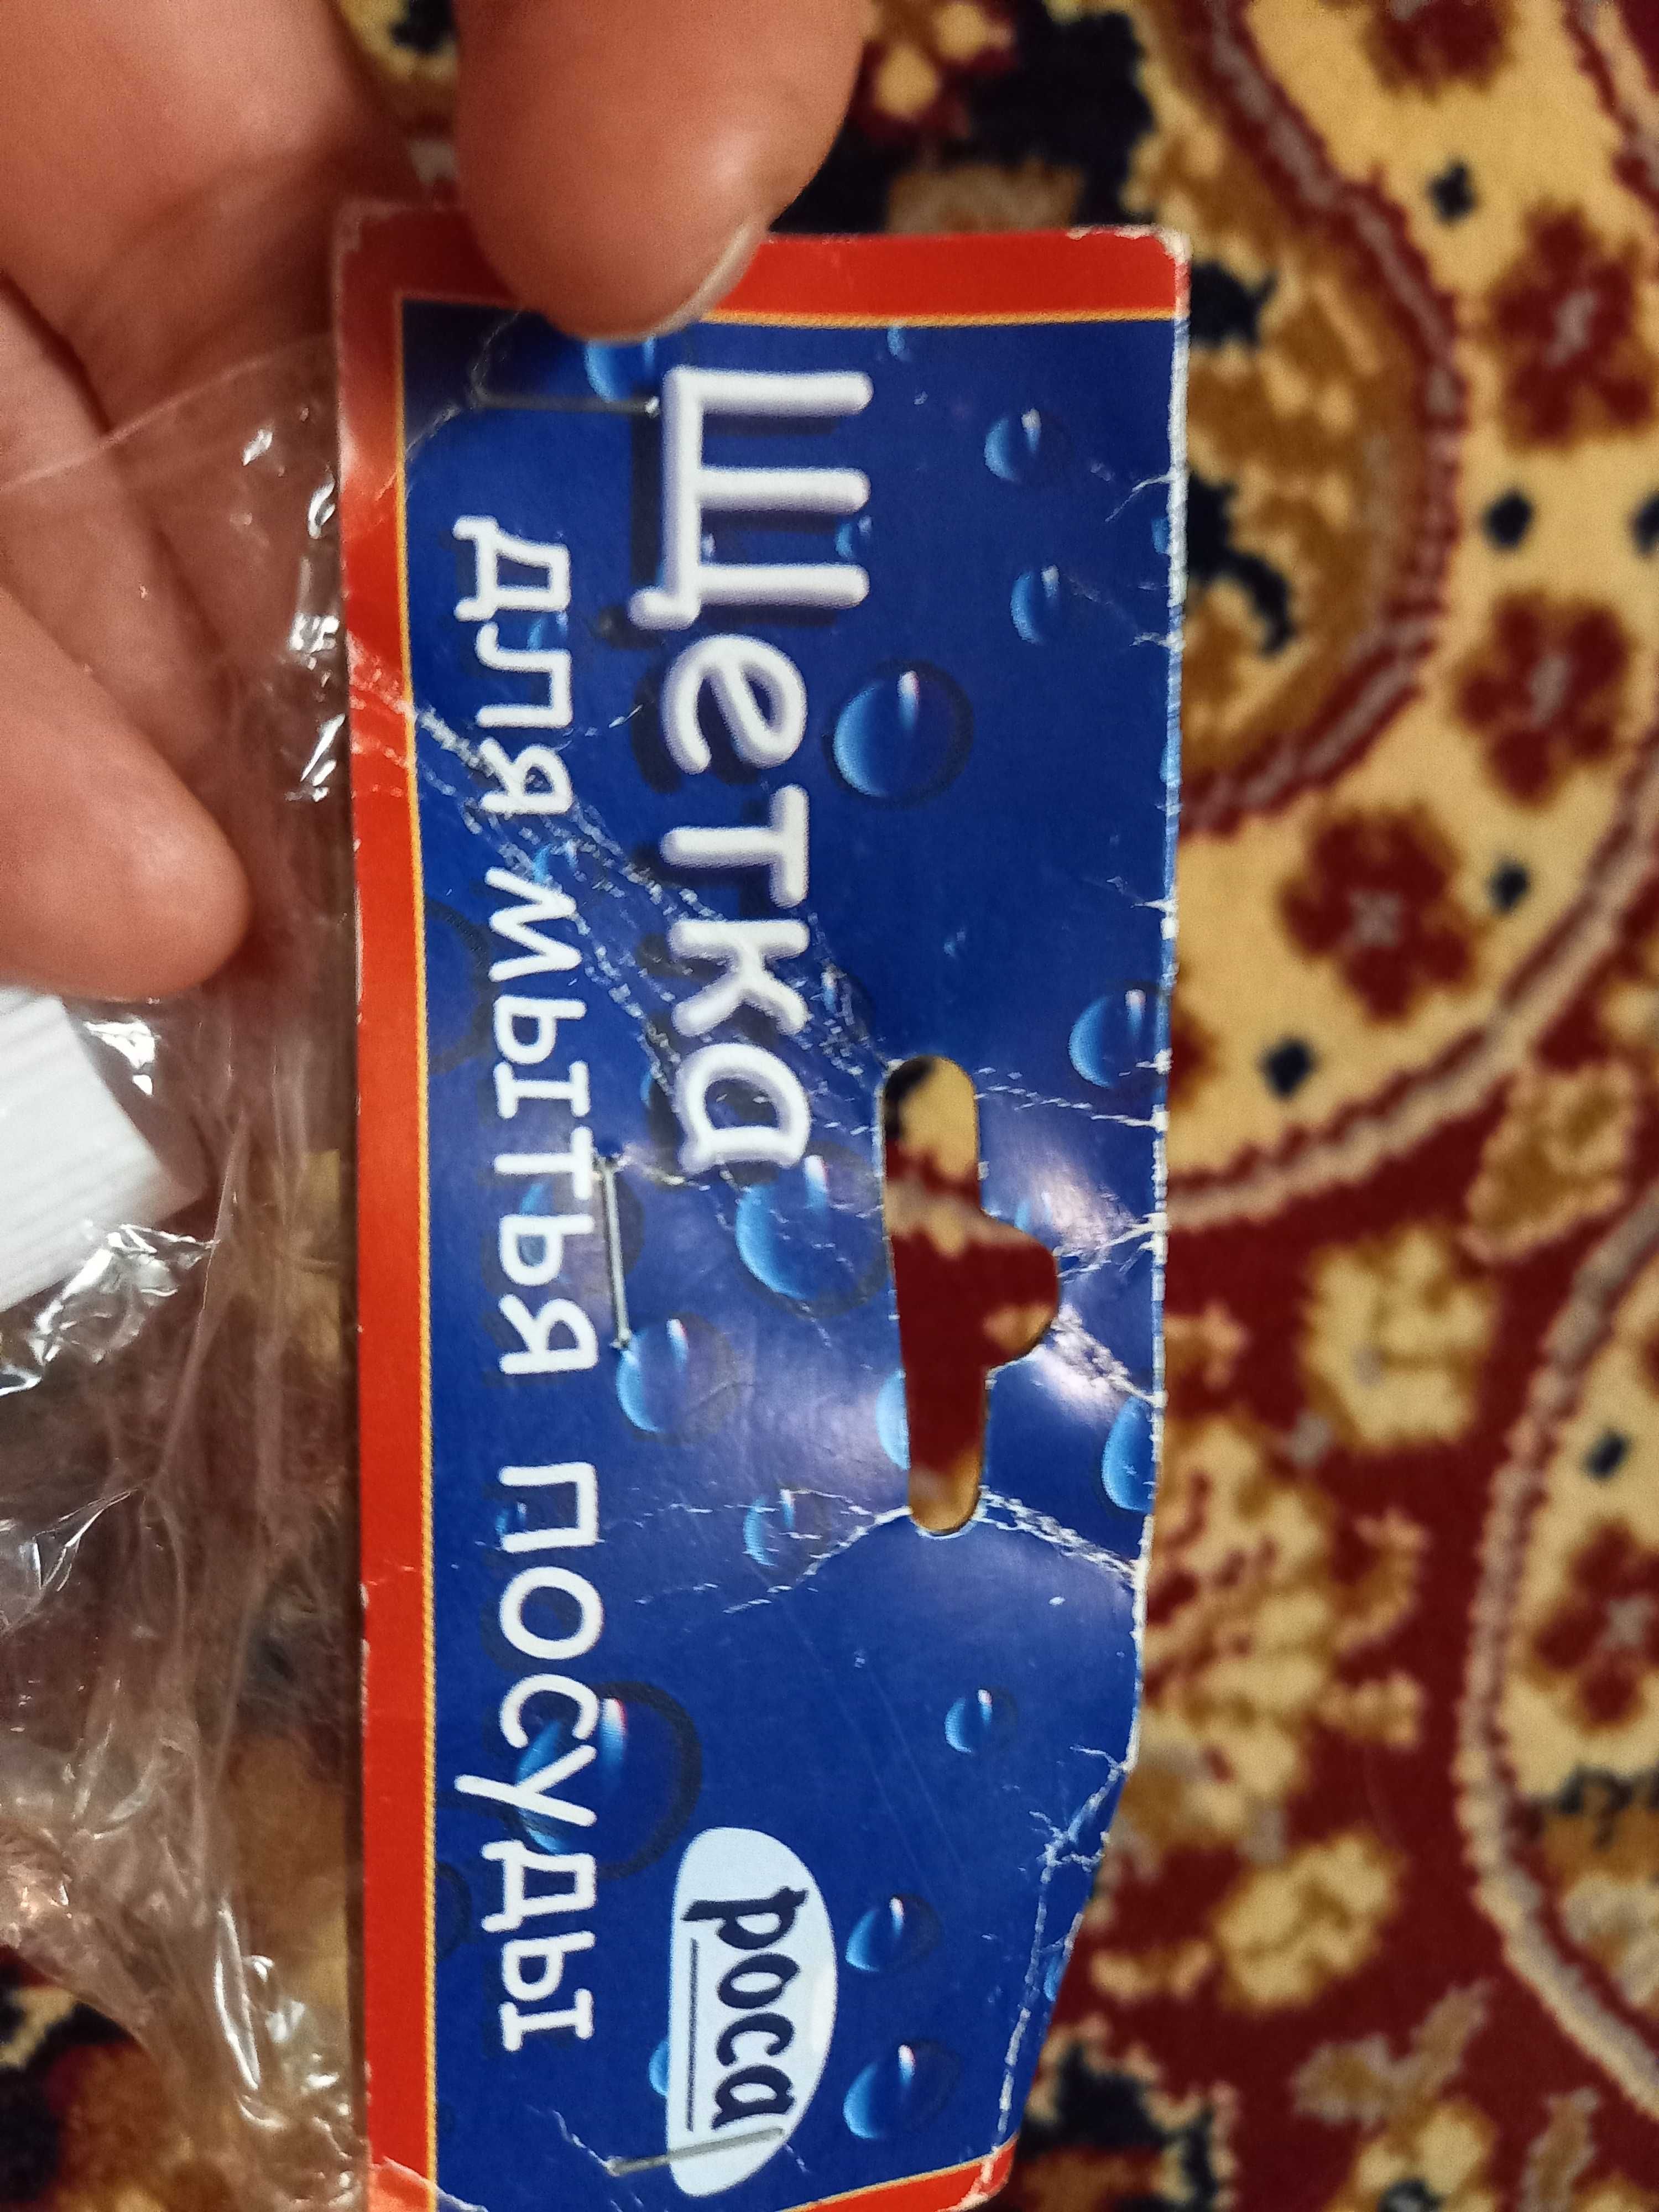 Щетка
для мытья посуды
роса